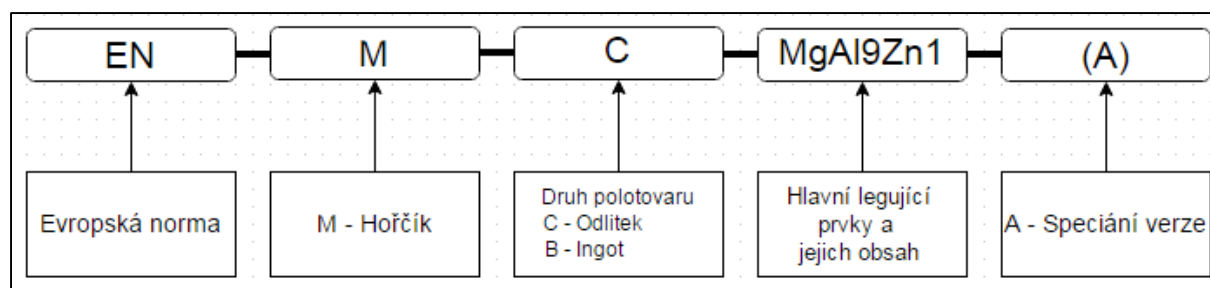 EN
M
C
MgAl9Zn1
(A)
Evropská norma
M - Hořčík
Druh polotovaru
C - Odlitek
B - Ingot
Hlavní legující
prvky a
jejich obsah
A - Speciání verze